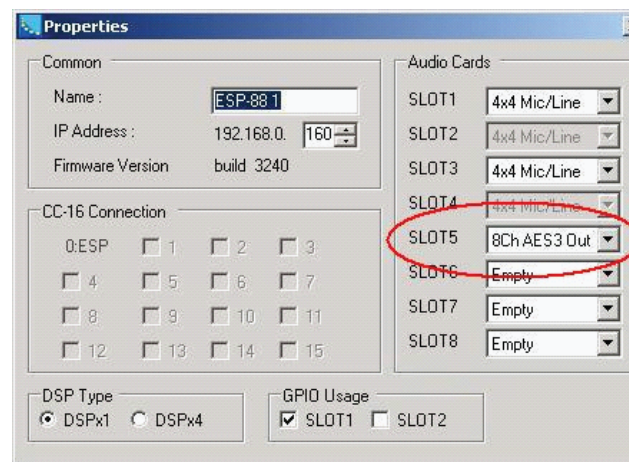 Properties
Common
Name :
ESP-88 1
IP Address :
192.168.0. 160
Firmware Version
build 3240
CC-16 Connection
0:ESP 1 2 3
4 5 6 7
8 9 10 11
12 13 14 15
Audio Cards
SLOT1 4x4 Mic/Line
SLOT2 4x4 Mic/Line
SLOT3 4x4 Mic/Line
SLOT4 4x4 Mic/Line
SLOT5 8Ch AES3 Out
SLOT6 Empty
SLOT7 Empty
SLOT8 Empty
DSP Type
DSPx1 DSPx4
GPIO Usage
SLOT1 SLOT2